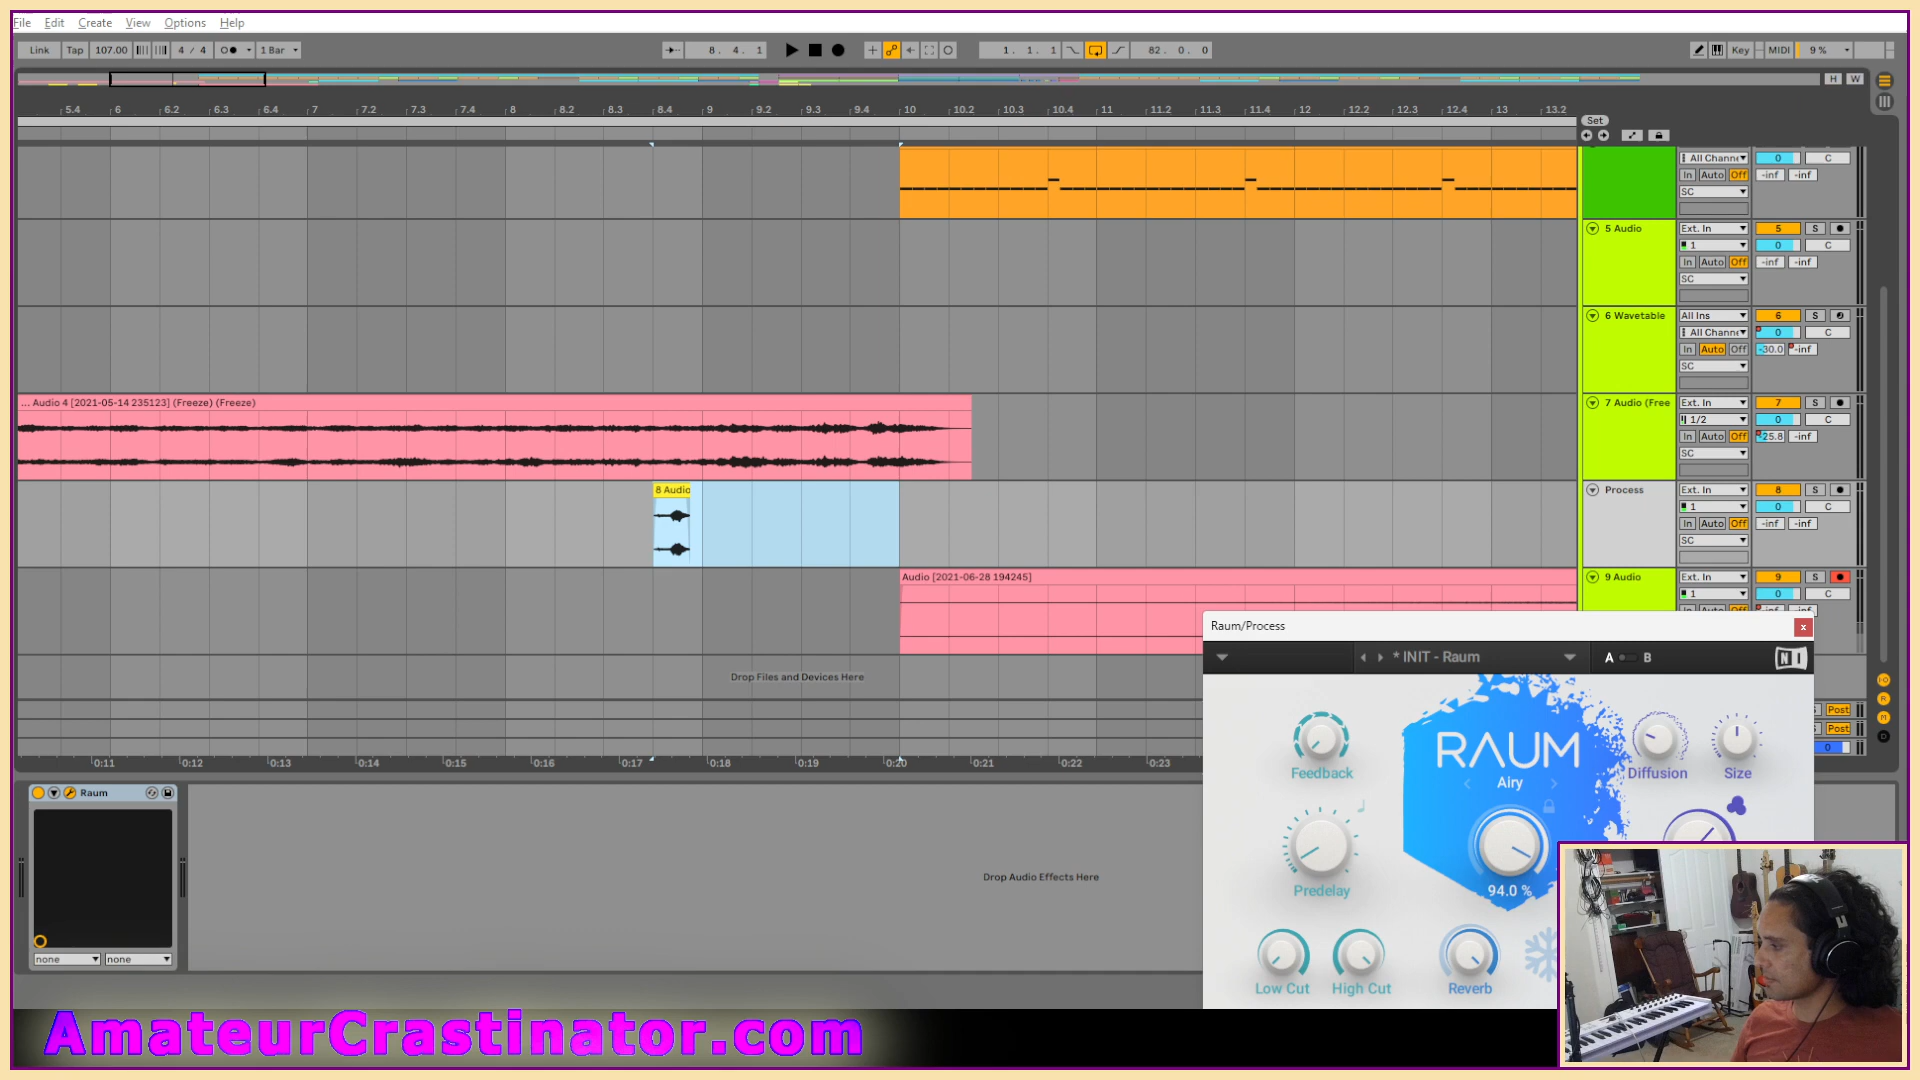 File Edit Create View Options Help
Link Tap 107.00 4 / 4 1 Bar 8. 4. 1 1. 1. 1 82. 0. 0 Key MIDI 9 %
H W
5.4 6 6.2 6.3 6.4 7 7.2 7.3 7.4 8 8.2 8.3 8.4 9 9.2 9.3 9.4 10 10.2 10.3 10.4 11 11.2 11.3 11.4 12 12.2 12.3 12.4 13 13.2
Set
All Channe 0 C
In Auto Off -inf -inf
SC
5 Audio Ext. In 5 S
1 0 C
In Auto Off -inf -inf
SC
6 Wavetable All Ins 6 S
All Channe 0 C
In Auto Off -30.0 -inf
SC
... Audio 4 [2021-05-14 235123] (Freeze) (Freeze)
7 Audio (Free Ext. In 7 S
1/2 0 C
In Auto Off -25.8 -inf
SC
8 Audio
Process Ext. In 8 S
1 0 C
In Auto Off -inf -inf
SC
Audio [2021-06-28 194245]
9 Audio Ext. In 9 S
1 0 C
Drop Files and Devices Here
Post
Post
0
0:11 0:12 0:13 0:14 0:15 0:16 0:17 0:18 0:19 0:20 0:21 0:22 0:23
Raum
none none
Drop Audio Effects Here
Raum/Process x
* INIT - Raum A B NI
RAUM
Airy
Feedback
Diffusion Size
Predelay
94.0 %
Low Cut High Cut Reverb
AmateurCrastinator.com